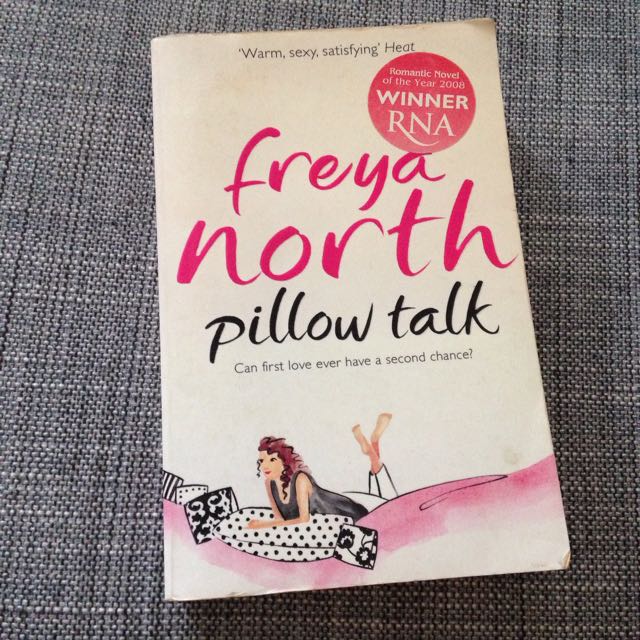 ‘Warm, sexy, satisfying’ Heat
Romantic Novel
of the Year 2008
WINNER
RNA
freya
north
pillow talk
Can first love ever have a second chance?